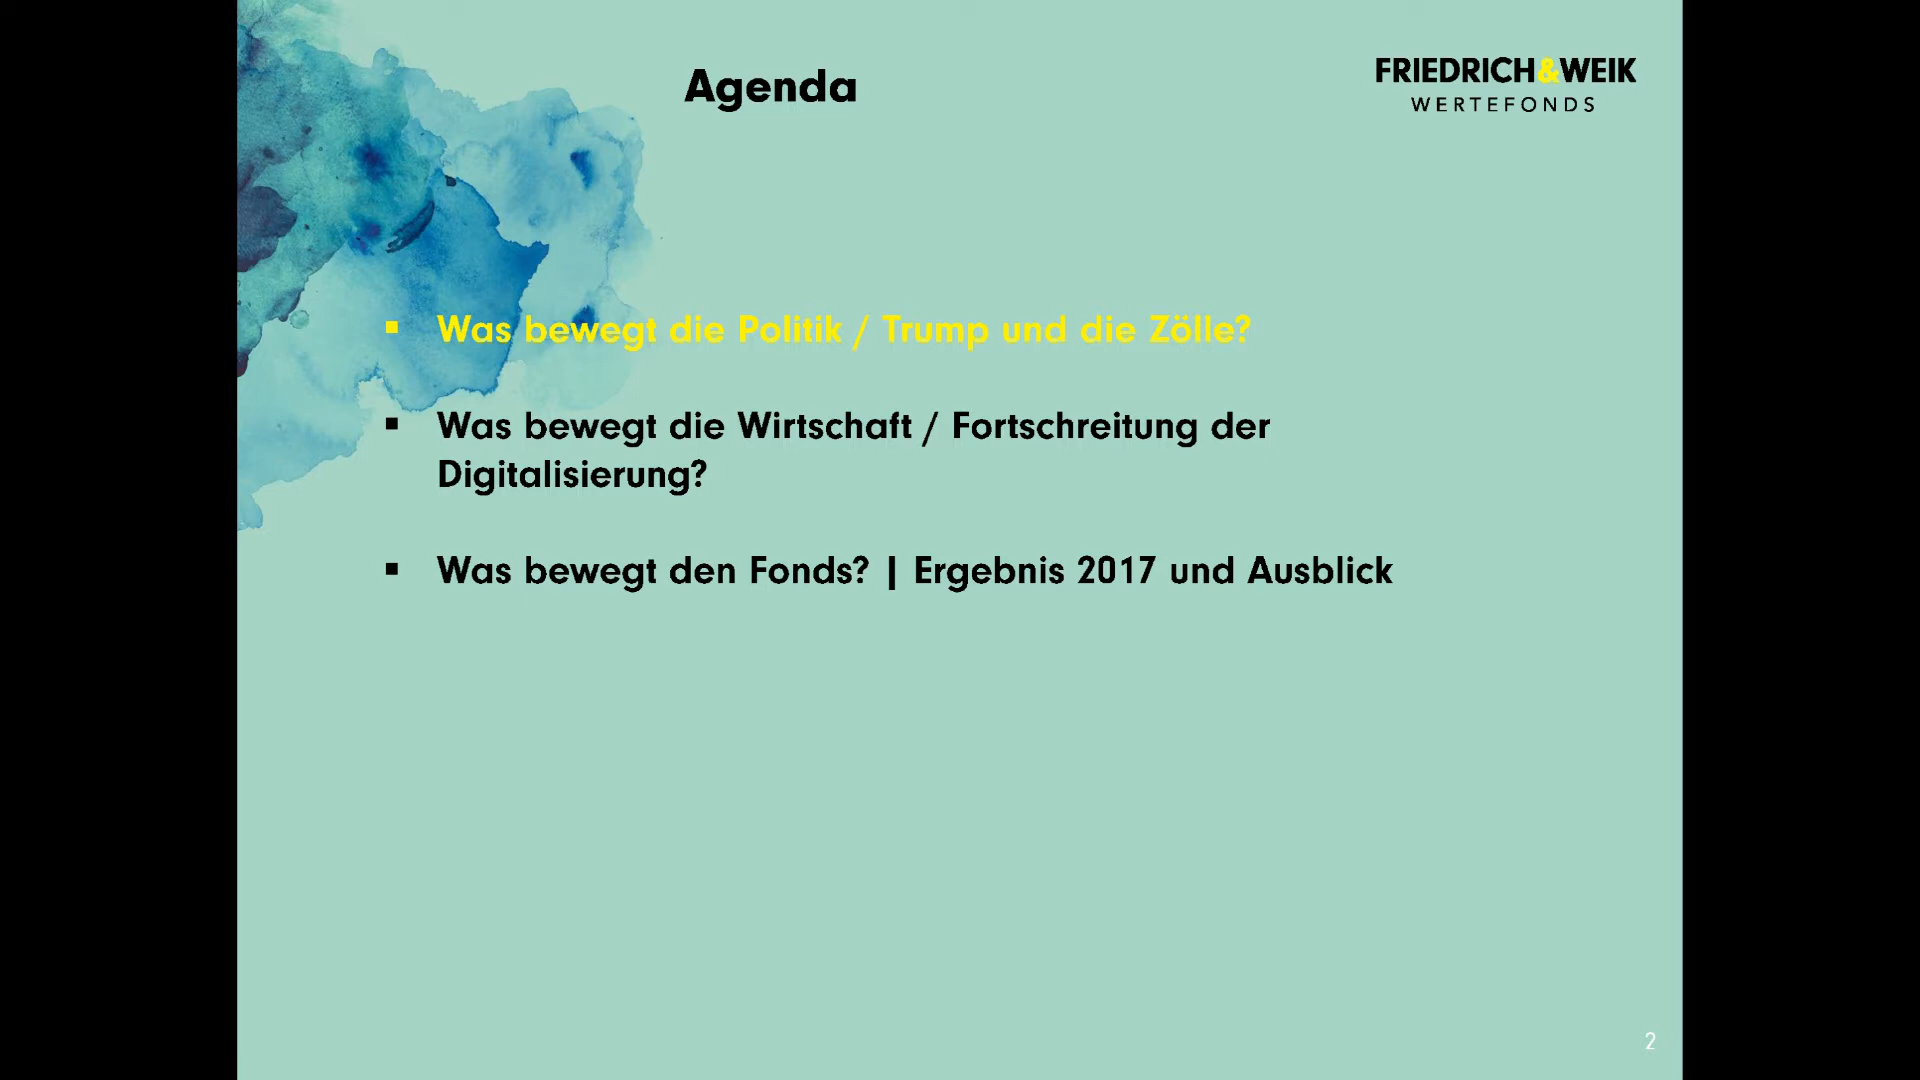 Agenda
FRIEDRICH&WEIK
WERTEFONDS
▪ Was bewegt die Politik / Trump und die Zölle?
▪ Was bewegt die Wirtschaft / Fortschreitung der
Digitalisierung?
▪ Was bewegt den Fonds? | Ergebnis 2017 und Ausblick
2